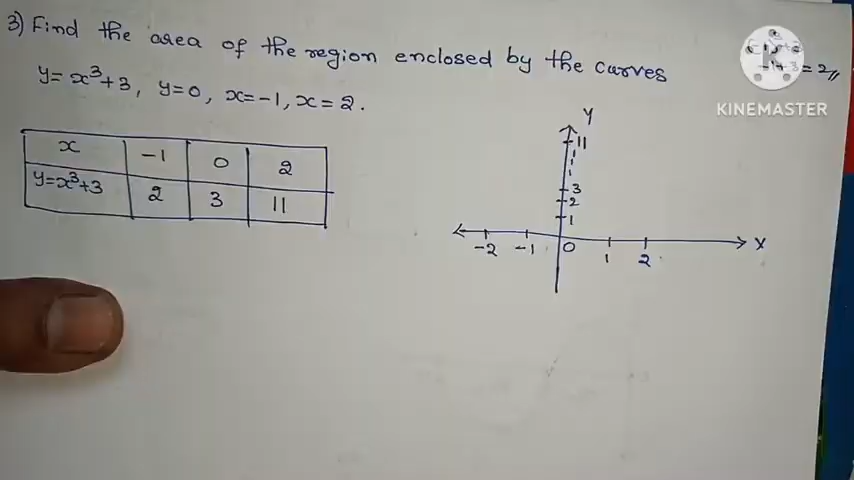 3) Find the area of the region enclosed by the curves
y=x³+3, y=0, x=-1, x=2.
= 2//
KINEMASTER
x -1 0 2
y=x³+3 2 3 11
Y
11
3
2
1
-2 -1 0 1 2 X